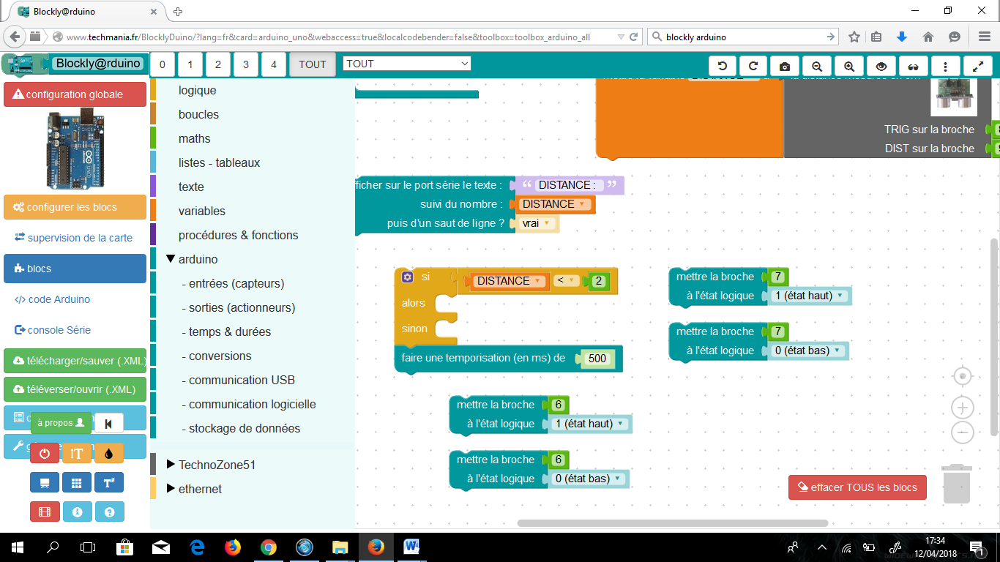 Blockly@rduino
www.techmania.fr/BlocklyDuino/?lang=fr&card=arduino_uno&webaccess=true&localcodebender=false&toolbox=toolbox_arduino_all
blockly arduino
Blockly@rduino
0 1 2 3 4 TOUT TOUT
configuration globale
configurer les blocs
supervision de la carte
blocs
code Arduino
console Série
télécharger/sauver (.XML)
téléverser/ouvrir (.XML)
à propos
logique
boucles
maths
listes - tableaux
texte
variables
procédures & fonctions
arduino
- entrées (capteurs)
- sorties (actionneurs)
- temps & durées
- conversions
- communication USB
- communication logicielle
- stockage de données
TechnoZone51
ethernet
TRIG sur la broche
DIST sur la broche
ficher sur le port série le texte : “ DISTANCE : ”
suivi du nombre : DISTANCE
puis d'un saut de ligne ? vrai
si DISTANCE < 2
alors
sinon
faire une temporisation (en ms) de 500
mettre la broche 7
à l'état logique 1 (état haut)
mettre la broche 7
à l'état logique 0 (état bas)
mettre la broche 6
à l'état logique 1 (état haut)
mettre la broche 6
à l'état logique 0 (état bas)
effacer TOUS les blocs
17:34
12/04/2018